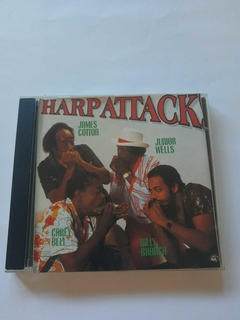 HARP ATTACK!
JAMES
COTTON
JUNIOR
WELLS
CAREY
BELL
BILLY
BRANCH